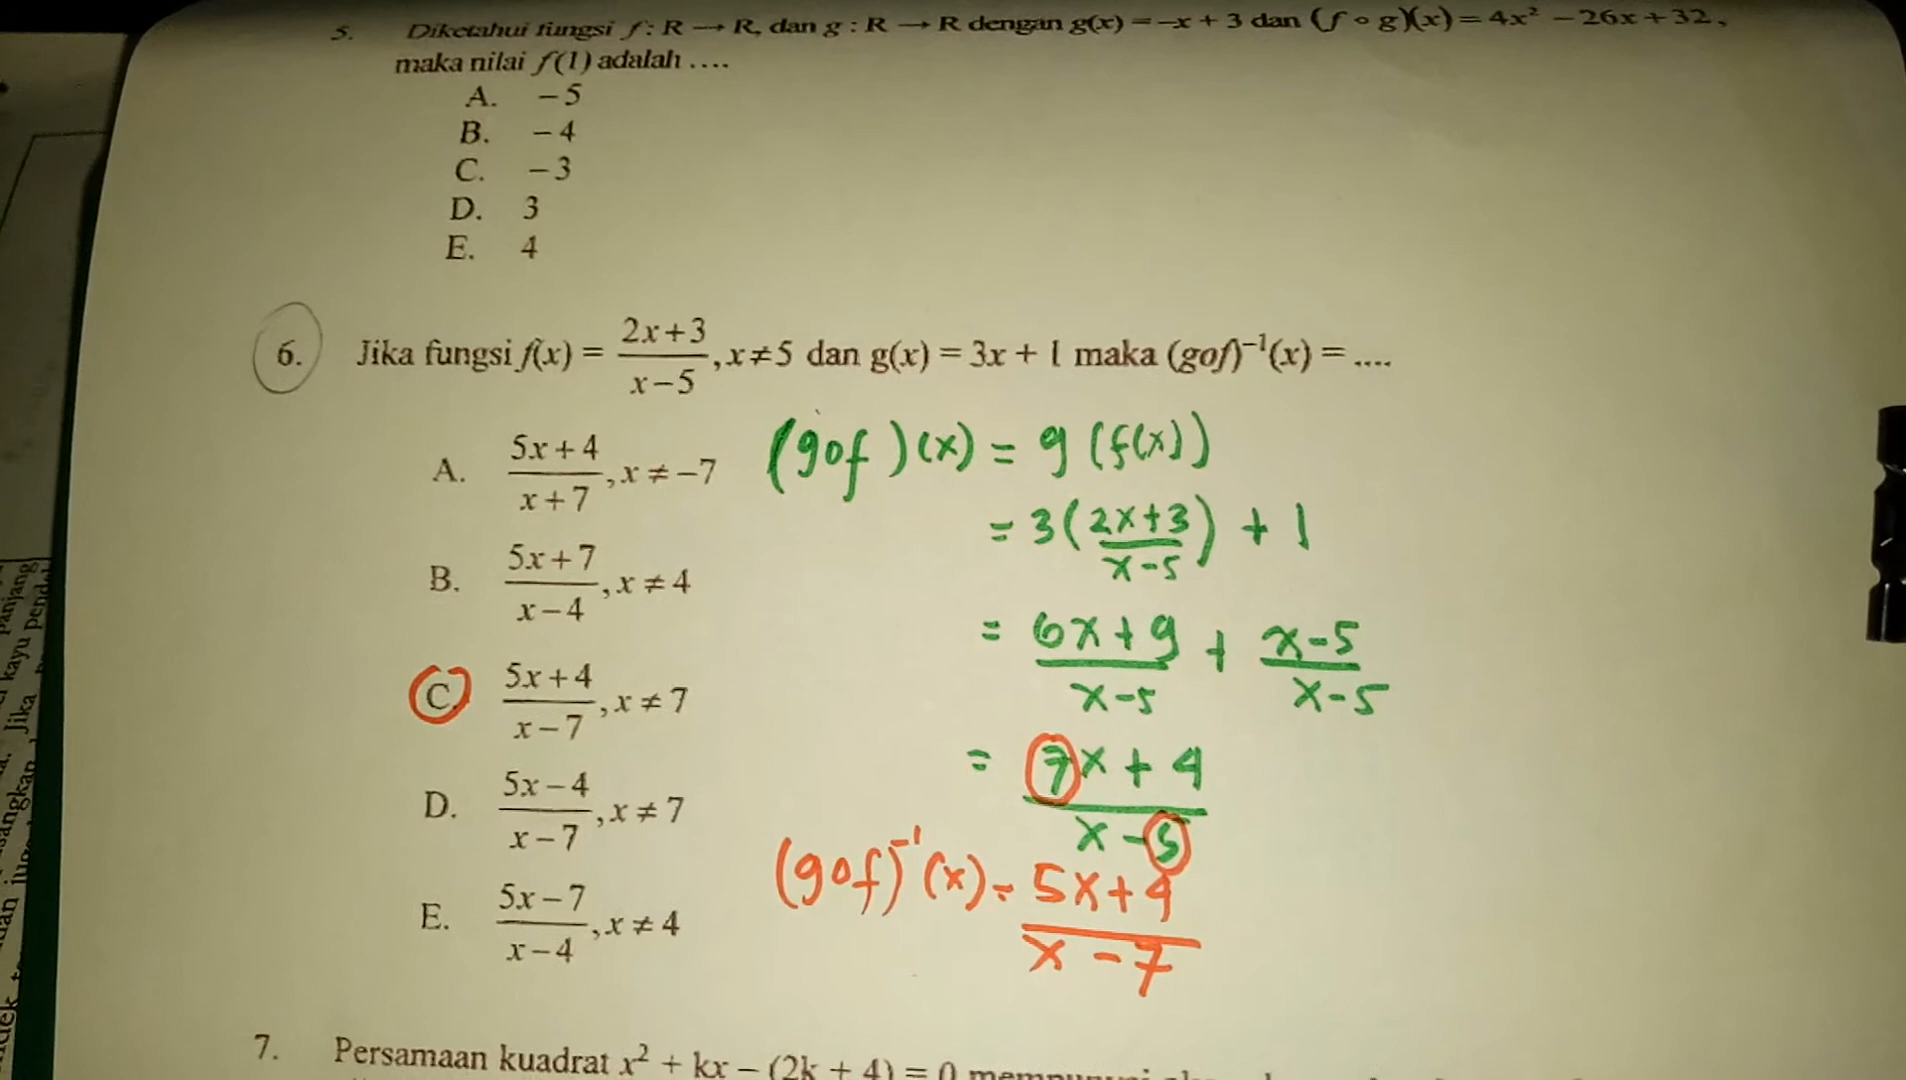 5. Diketahui fungsi f : R → R, dan g : R → R dengan g(x) = –x + 3 dan (f ∘ g)(x) = 4x² – 26x + 32,
maka nilai f(1) adalah ....
A. – 5
B. – 4
C. – 3
D. 3
E. 4
6. Jika fungsi f(x) = (2x+3)/(x–5), x≠5 dan g(x) = 3x + 1 maka (gof)⁻¹(x) = ....
A. (5x+4)/(x+7), x ≠ –7
B. (5x+7)/(x–4), x ≠ 4
C. (5x+4)/(x–7), x ≠ 7
D. (5x–4)/(x–7), x ≠ 7
E. (5x–7)/(x–4), x ≠ 4
(gof)(x) = g(f(x))
= 3((2x+3)/(x-5)) + 1
= (6x+9)/(x-5) + (x-5)/(x-5)
= (7x+4)/(x-5)
(gof)⁻¹(x) = (5x+4)/(x-7)
7. Persamaan kuadrat x² + kx – (2k + 4) = 0
panjang
kayu
Jika